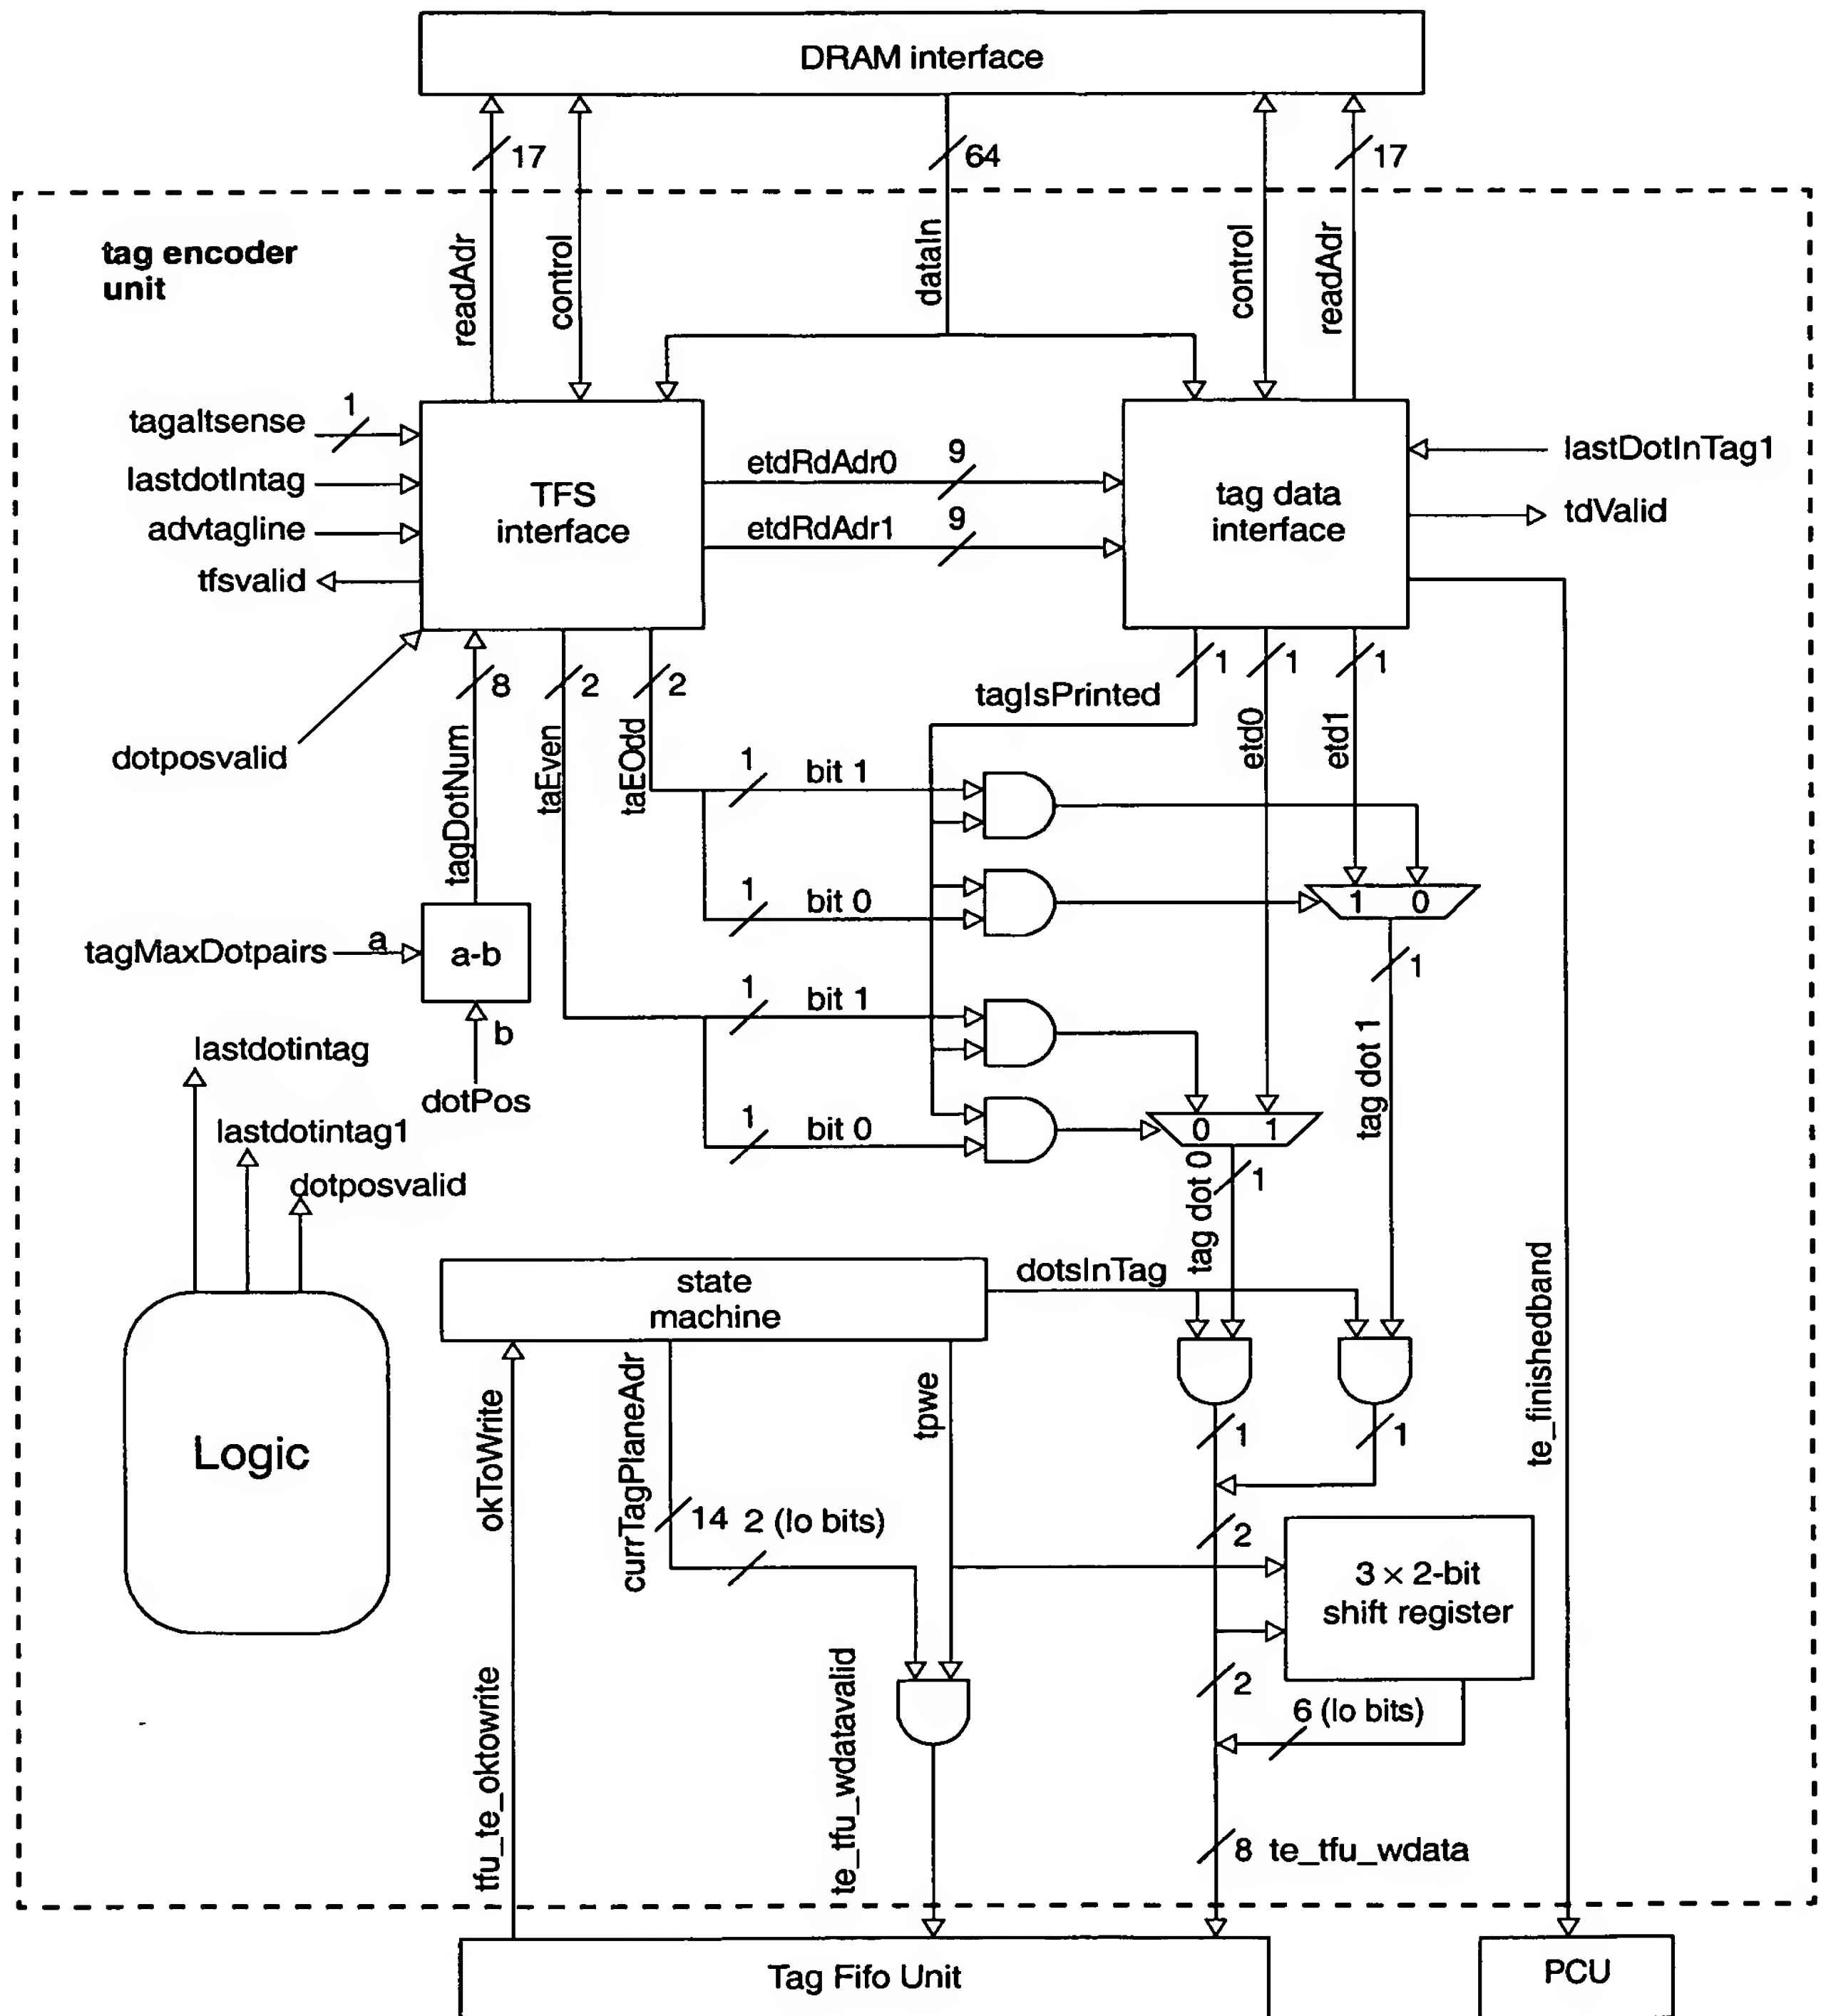 DRAM interface
17
64
17
tag encoder
unit
readAdr
control
dataIn
control
readAdr
tagaltsense
1
lastdotIntag
advtagline
tfsvalid
TFS
interface
etdRdAdr0
9
etdRdAdr1
9
tag data
interface
lastDotInTag1
tdValid
8
2
2
1
1
1
tagIsPrinted
dotposvalid
tagDotNum
taEven
taEOdd
etd0
etd1
1
bit 1
1
bit 0
1
0
tagMaxDotpairs
a
a-b
b
dotPos
1
1
bit 1
1
bit 0
0
1
tag dot 1
tag dot 0
1
lastdotintag
lastdotintag1
dotposvalid
Logic
state
machine
dotsInTag
okToWrite
currTagPlaneAdr
tpwe
1
1
te_finishedband
14
2 (lo bits)
2
3 × 2-bit
shift register
2
6 (lo bits)
tfu_te_oktowrite
te_tfu_wdatavalid
8
te_tfu_wdata
Tag Fifo Unit
PCU